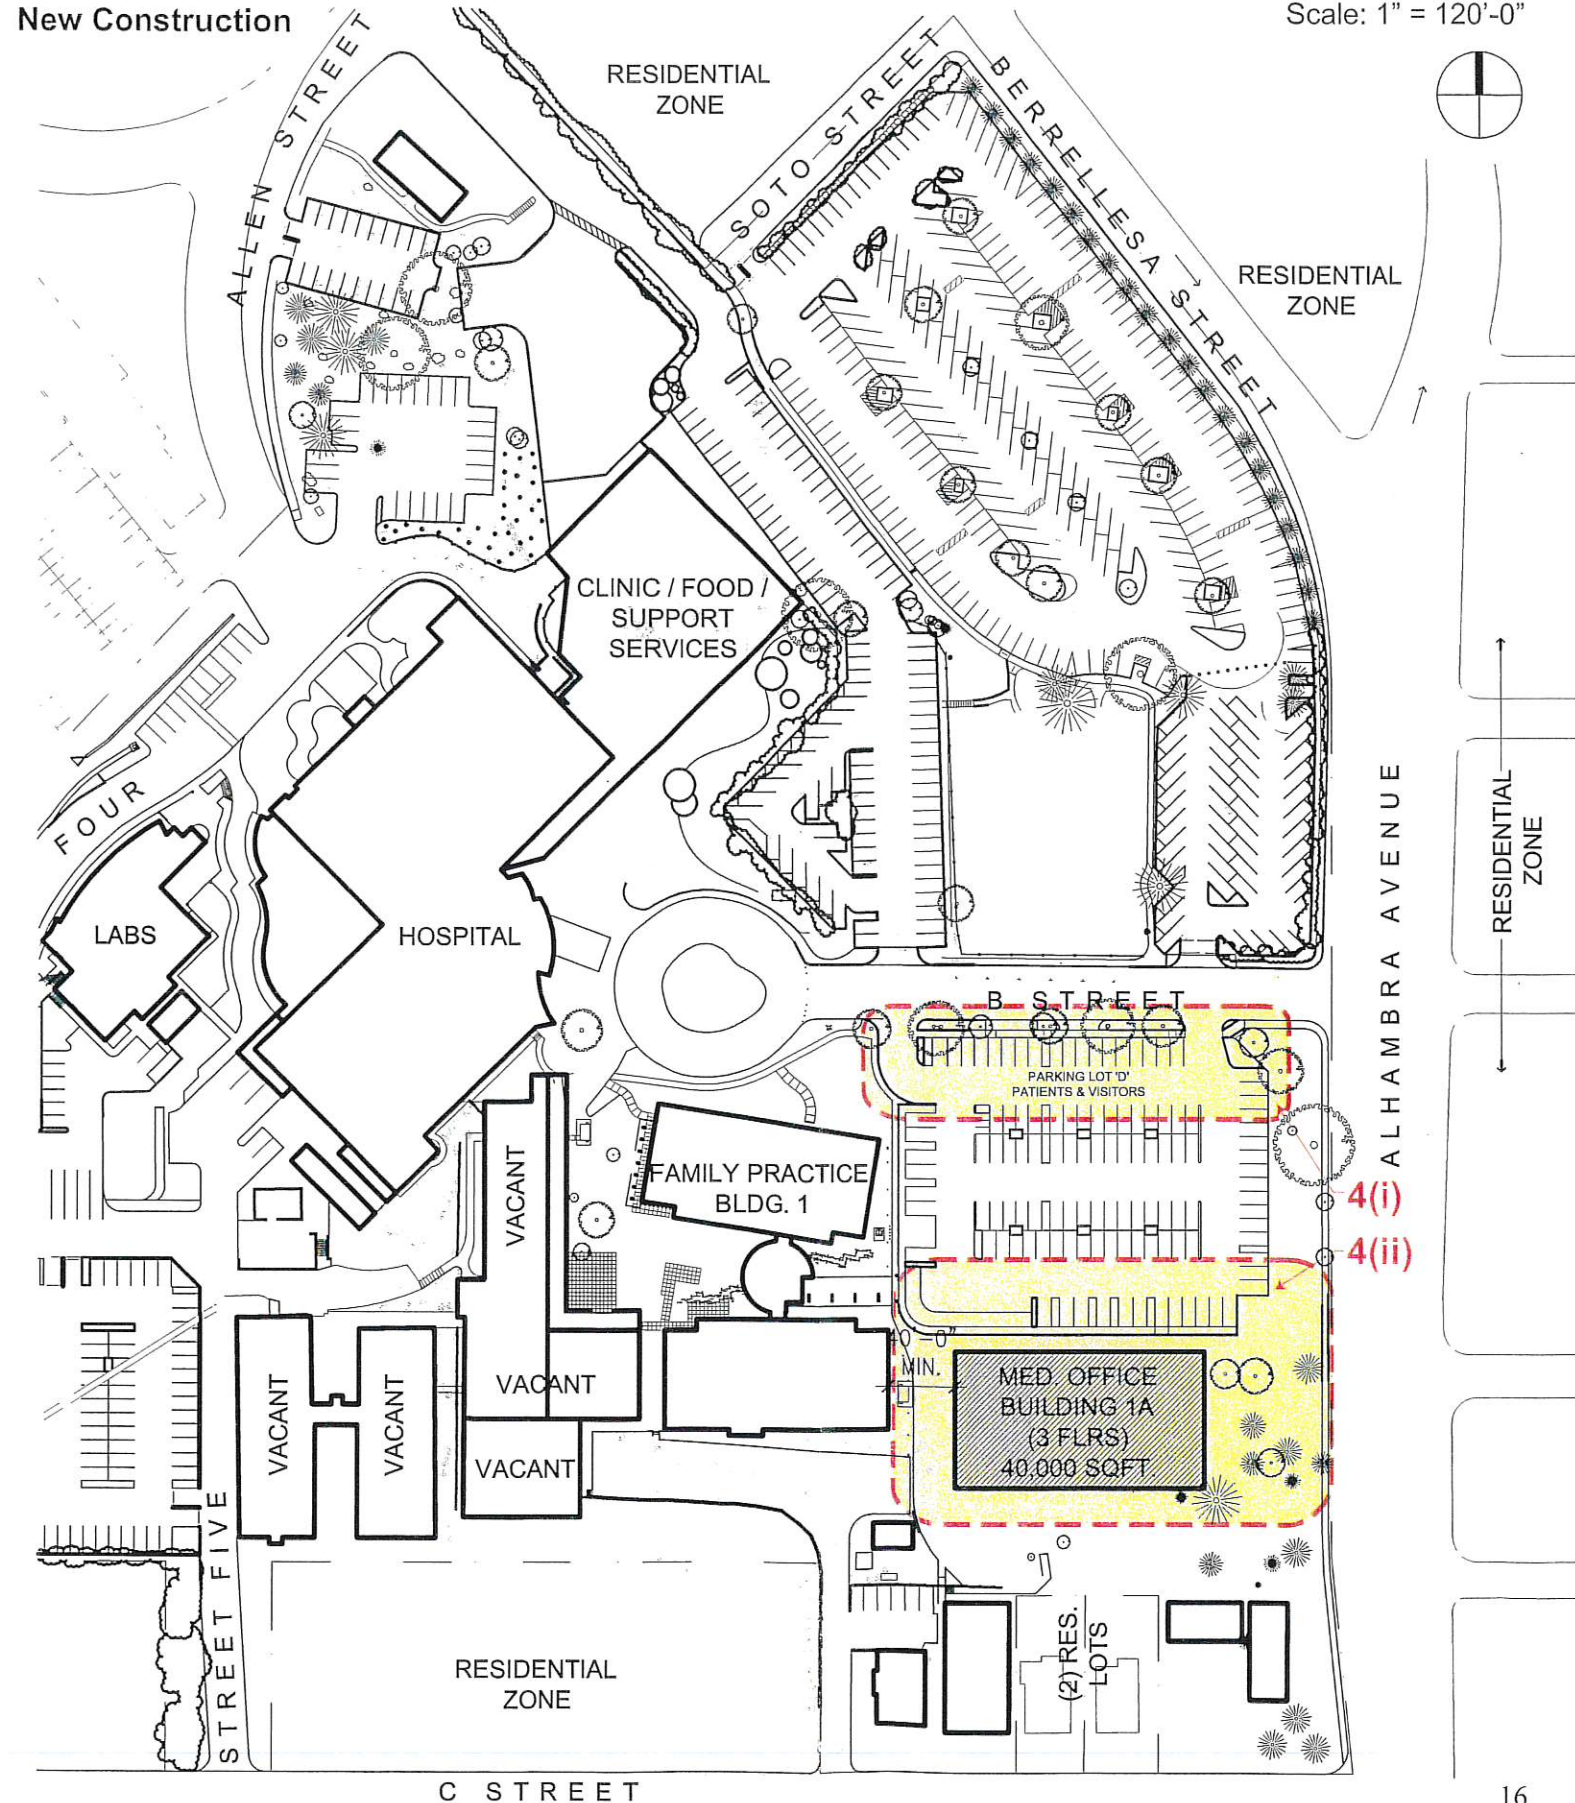 New Construction
Scale: 1" = 120'-0"
RESIDENTIAL
ZONE
ALLEN STREET
SOTO STREET
BERRELLESA STREET
RESIDENTIAL
ZONE
CLINIC / FOOD /
SUPPORT
SERVICES
FOUR
LABS
HOSPITAL
ALHAMBRA AVENUE
RESIDENTIAL
ZONE
B STREET
PARKING LOT 'D'
PATIENTS & VISITORS
VACANT
FAMILY PRACTICE
BLDG. 1
4(i)
4(ii)
MIN.
MED. OFFICE
BUILDING 1A
(3 FLRS)
40,000 SQFT.
VACANT
VACANT
VACANT
VACANT
STREET FIVE
RESIDENTIAL
ZONE
(2) RES.
LOTS
C STREET
16